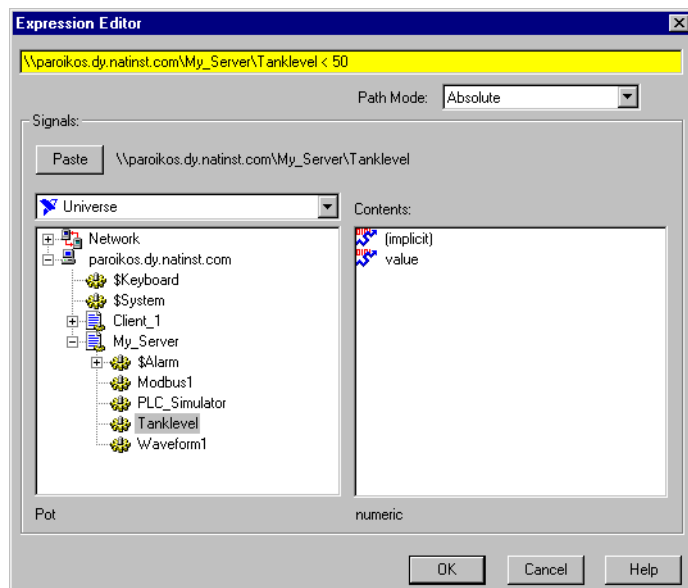 Expression Editor
\\paroikos.dy.natinst.com\My_Server\Tanklevel < 50
Path Mode: Absolute
Signals:
Paste \\paroikos.dy.natinst.com\My_Server\Tanklevel
Universe
Contents:
Network
paroikos.dy.natinst.com
$Keyboard
$System
Client_1
My_Server
$Alarm
Modbus1
PLC_Simulator
Tanklevel
Waveform1
(implicit)
value
Pot
numeric
OK Cancel Help